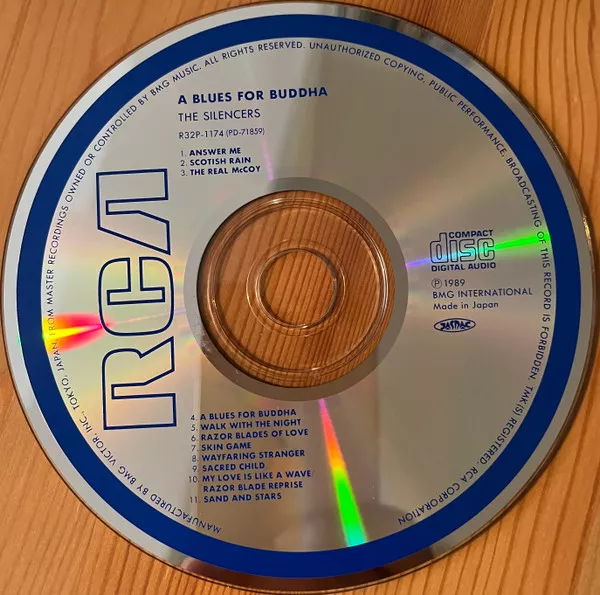 MANUFACTURED BY BMG VICTOR, INC., TOKYO, JAPAN, FROM MASTER RECORDINGS OWNED OR CONTROLLED BY BMG MUSIC. ALL RIGHTS RESERVED. UNAUTHORIZED COPYING, PUBLIC PERFORMANCE, BROADCASTING OF THIS RECORD IS FORBIDDEN. TMK(S) REGISTERED. RCA CORPORATION
A BLUES FOR BUDDHA
THE SILENCERS
R32P-1174 (PD-71859)
1. ANSWER ME
2. SCOTISH RAIN
3. THE REAL McCOY
RCA
COMPACT
disc
DIGITAL AUDIO
Ⓟ 1989
BMG INTERNATIONAL
Made in Japan
JASRAC
4. A BLUES FOR BUDDHA
5. WALK WITH THE NIGHT
6. RAZOR BLADES OF LOVE
7. SKIN GAME
8. WAYFARING STRANGER
9. SACRED CHILD
10. MY LOVE IS LIKE A WAVE/
RAZOR BLADE REPRISE
11. SAND AND STARS